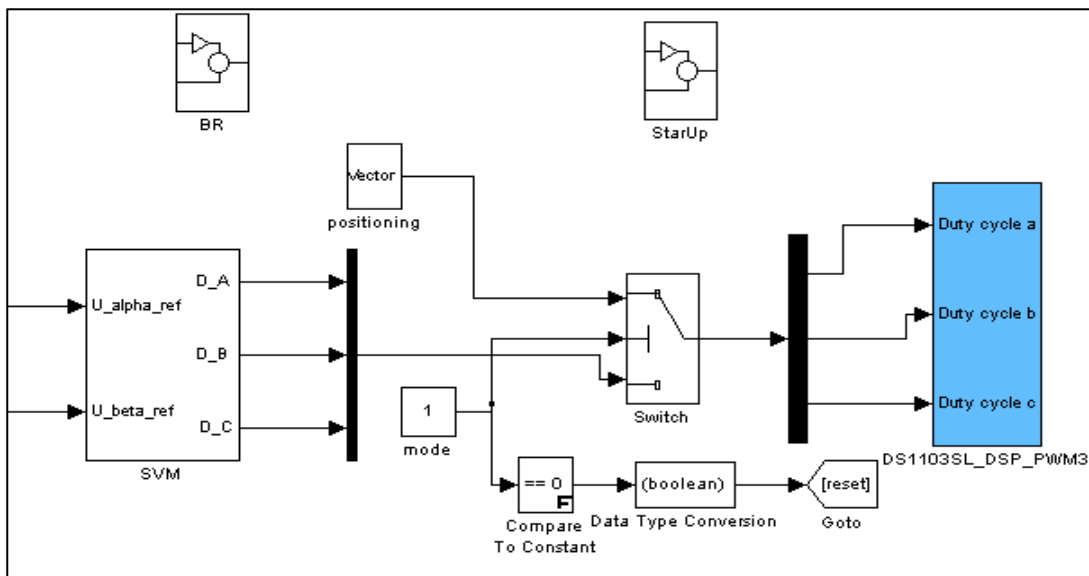 BR
StarUp
Vector
positioning
U_alpha_ref
U_beta_ref
D_A
D_B
D_C
SVM
1
mode
Switch
== 0
F
Compare
To Constant
(boolean)
Data Type Conversion
[reset]
Goto
Duty cycle a
Duty cycle b
Duty cycle c
DS1103SL_DSP_PWM3